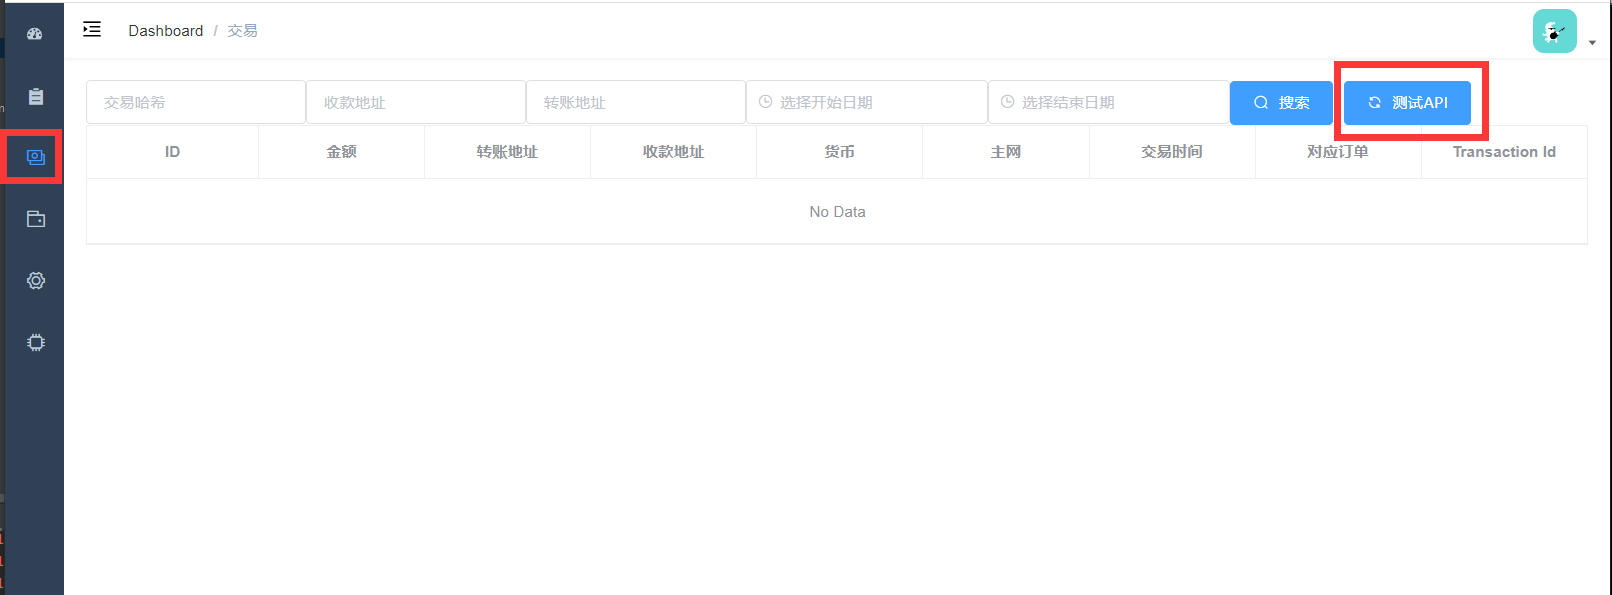 Dashboard / 交易
交易哈希 收款地址 转账地址 选择开始日期 选择结束日期 搜索 测试API
ID 金额 转账地址 收款地址 货币 主网 交易时间 对应订单 Transaction Id
No Data